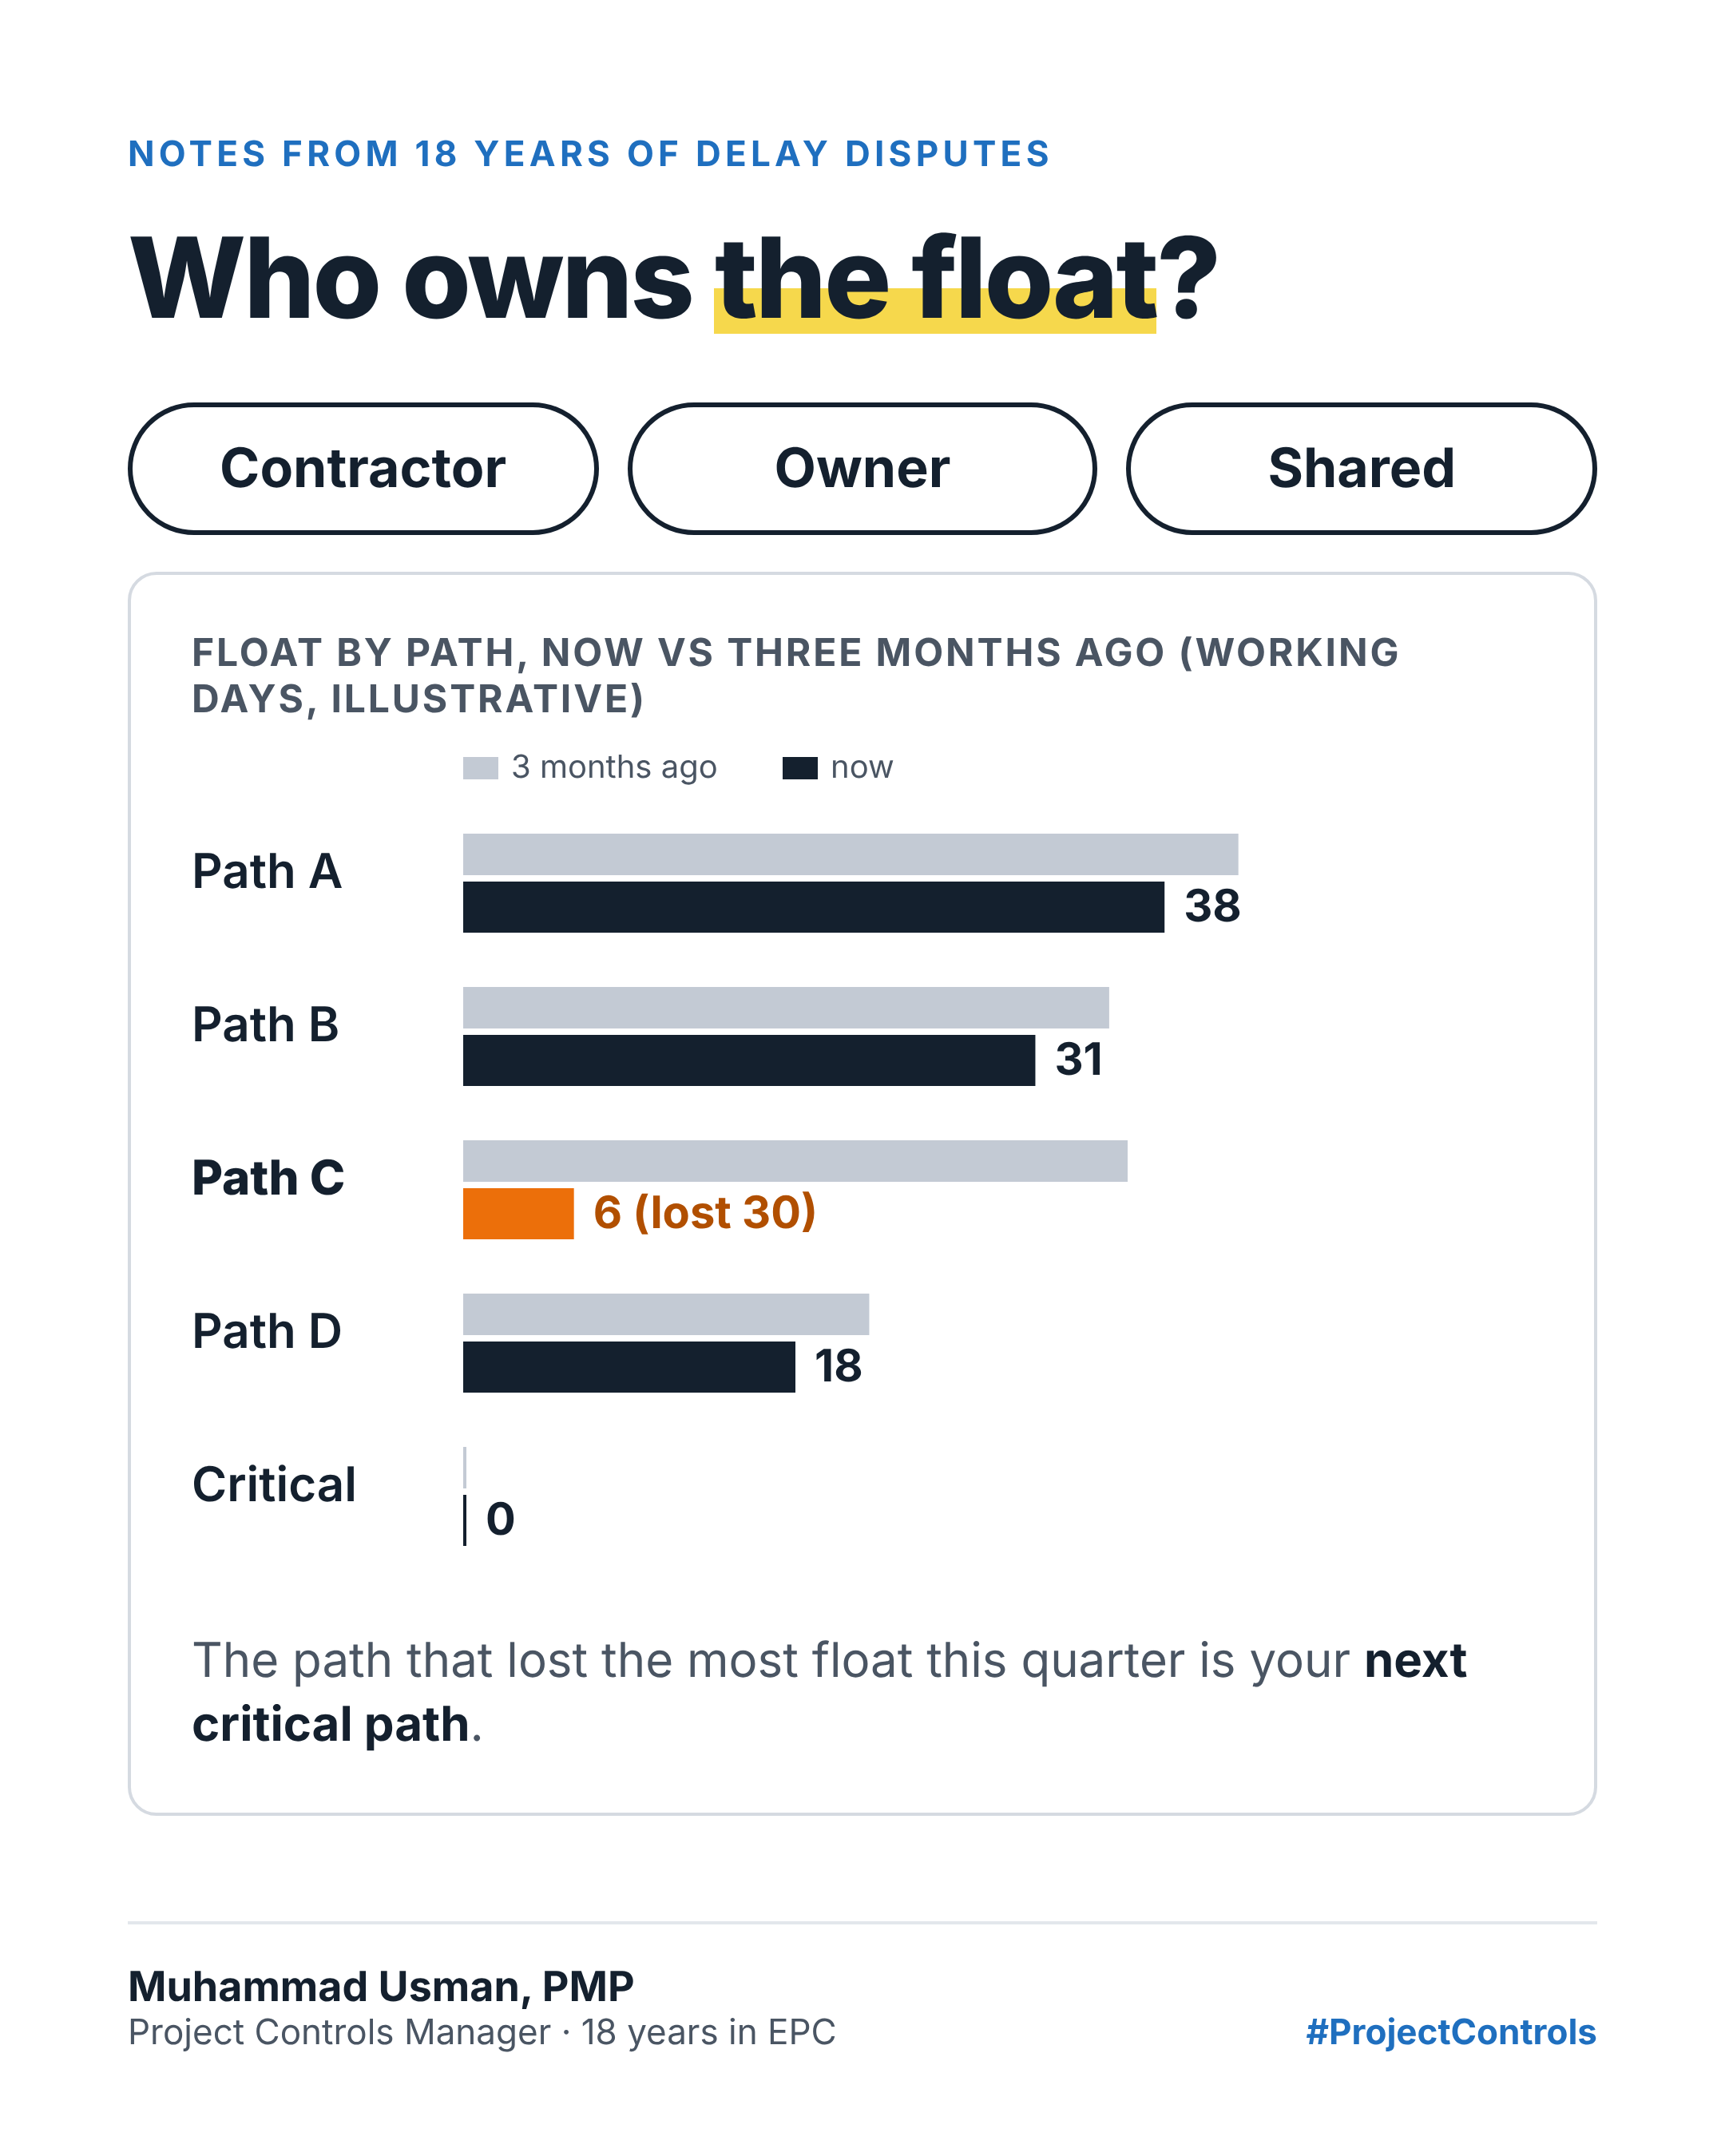 NOTES FROM 18 YEARS OF DELAY DISPUTES
Who owns the float?
Contractor
Owner
Shared
FLOAT BY PATH, NOW VS THREE MONTHS AGO (WORKING
DAYS, ILLUSTRATIVE)
3 months ago
now
Path A
38
Path B
31
Path C
6 (lost 30)
Path D
18
Critical
0
The path that lost the most float this quarter is your next
critical path.
Muhammad Usman, PMP
Project Controls Manager · 18 years in EPC
#ProjectControls